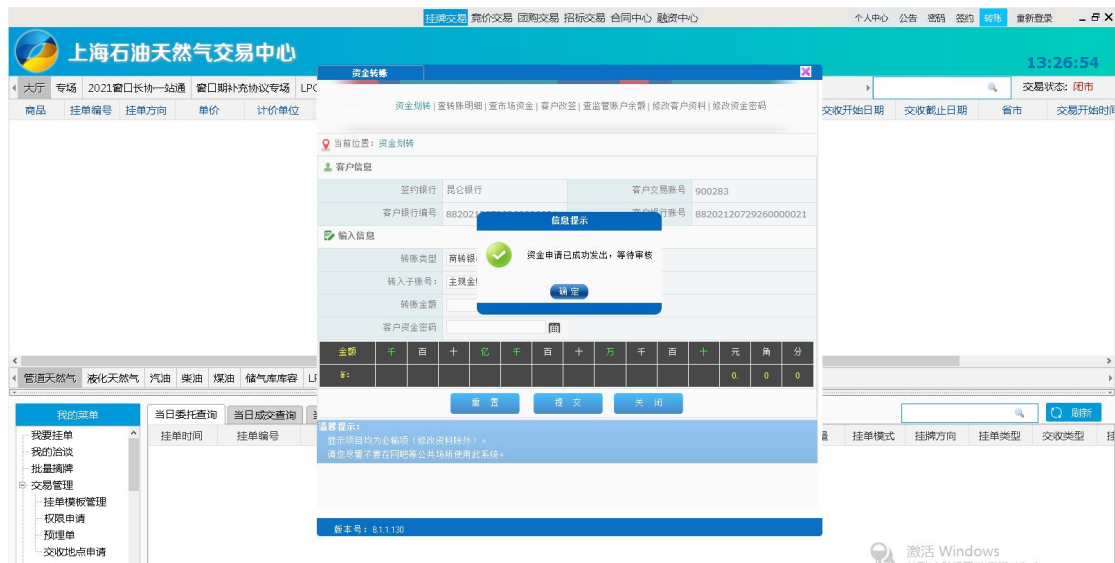 挂牌交易 竞价交易 团购交易 招标交易 合同中心 融资中心 个人中心 公告 密码 签约 转账 重新登录
上海石油天然气交易中心
13:26:54
大厅 专场 2021窗口长协一站通 窗口期补充协议专场 交易状态: 闭市
商品 挂单编号 挂单方向 单价 计价单位 交收开始日期 交收截止日期 省市 交易开始时间
资金转账
资金划转 | 查转账明细 | 查市场资金 | 客户改签 | 查监管账户余额 | 修改客户资料 | 修改资金密码
当前位置: 资金划转
客户信息
签约银行 昆仑银行 客户交易账号 900283
客户银行编号 客户银行账号 88202120729260000021
信息提示
输入信息
资金申请已成功发出，等待审核
转账类型 商转银
转入子账号: 主现金
确定
转账金额
客户资金密码
金额 千 百 十 亿 千 百 十 万 千 百 十 元 角 分
¥: 0. 0 0
重 置 提 交 关 闭
温馨提示:
显示项目均为必输项（修改资料除外）。
请您尽量不要在网吧等公共场所使用此系统。
版本号: 8.1.1.130
管道天然气 液化天然气 汽油 柴油 煤油 储气库库容
我的菜单 当日委托查询 当日成交查询 刷新
挂单时间 挂单编号 挂单模式 挂牌方向 挂单类型 交收类型
我要挂单
我的洽谈
批量摘牌
交易管理
挂单模板管理
权限申请
预埋单
交收地点申请
激活 Windows